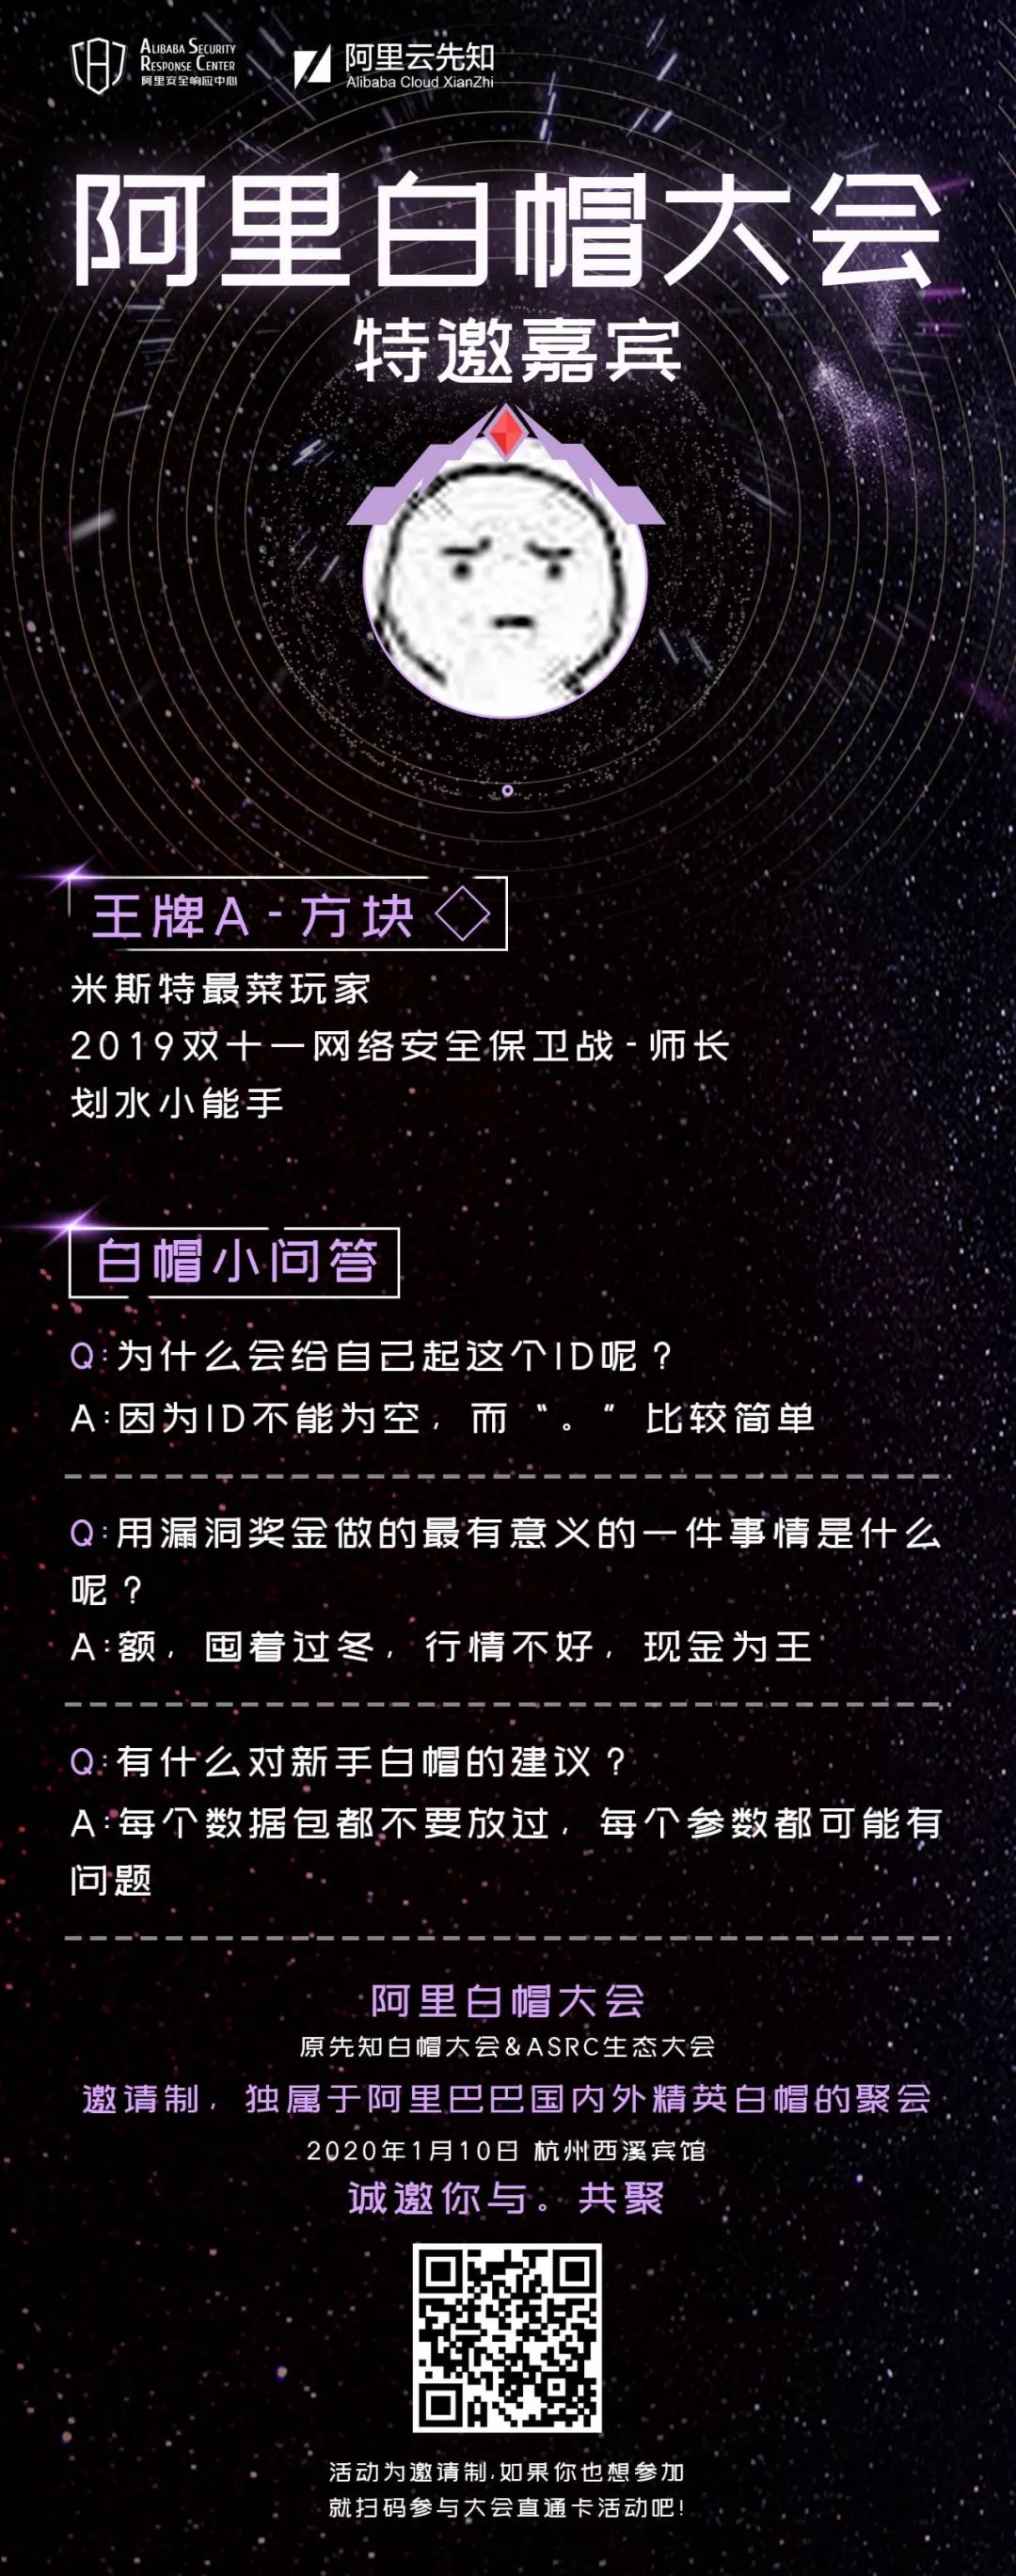 ALIBABA SECURITY
RESPONSE CENTER
阿里安全响应中心
阿里云先知
Alibaba Cloud XianZhi
阿里白帽大会
特邀嘉宾
王牌A-方块
米斯特最菜玩家
2019双十一网络安全保卫战-师长
划水小能手
白帽小问答
Q:为什么会给自己起这个ID呢？
A:因为ID不能为空，而“。”比较简单
Q:用漏洞奖金做的最有意义的一件事情是什么
呢？
A:额，囤着过冬，行情不好，现金为王
Q:有什么对新手白帽的建议？
A:每个数据包都不要放过，每个参数都可能有
问题
阿里白帽大会
原先知白帽大会&ASRC生态大会
邀请制，独属于阿里巴巴国内外精英白帽的聚会
2020年1月10日 杭州西溪宾馆
诚邀你与。共聚
活动为邀请制,如果你也想参加
就扫码参与大会直通卡活动吧!